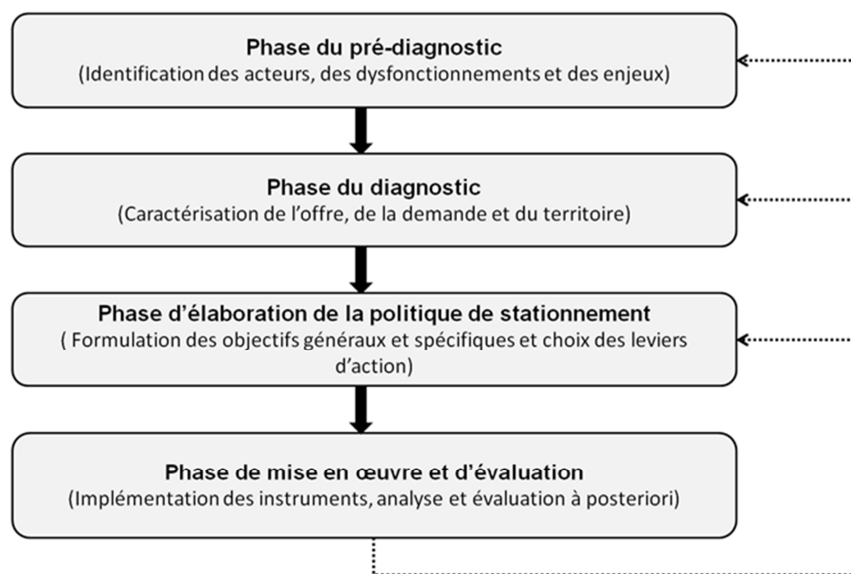 Phase du pré-diagnostic
(Identification des acteurs, des dysfonctionnements et des enjeux)
Phase du diagnostic
(Caractérisation de l'offre, de la demande et du territoire)
Phase d'élaboration de la politique de stationnement
( Formulation des objectifs généraux et spécifiques et choix des leviers
d'action)
Phase de mise en œuvre et d'évaluation
(Implémentation des instruments, analyse et évaluation à posteriori)